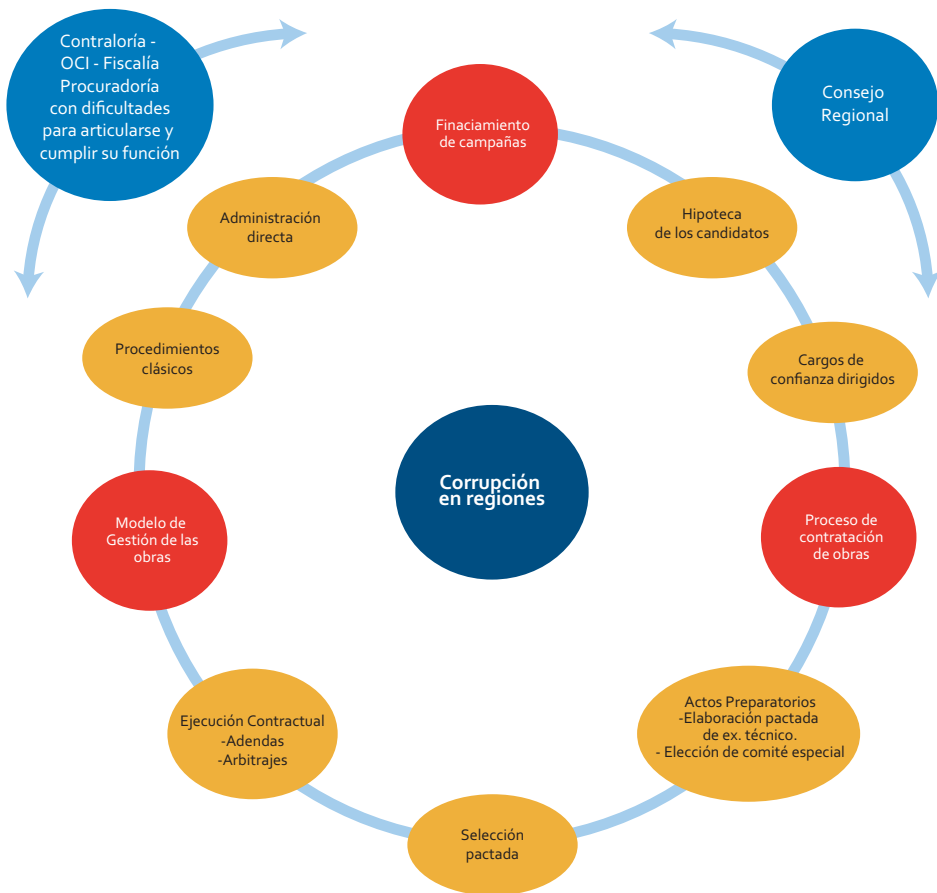 Contraloría -
OCI - Fiscalía
Procuradoría
con dificultades
para articularse y
cumplir su función
Consejo
Regional
Finaciamiento
de campañas
Hipoteca
de los candidatos
Cargos de
confianza dirigidos
Proceso de
contratación
de obras
Actos Preparatorios
-Elaboración pactada
de ex. técnico.
- Elección de comité especial
Selección
pactada
Ejecución Contractual
-Adendas
-Arbitrajes
Modelo de
Gestión de las
obras
Procedimientos
clásicos
Administración
directa
Corrupción
en regiones